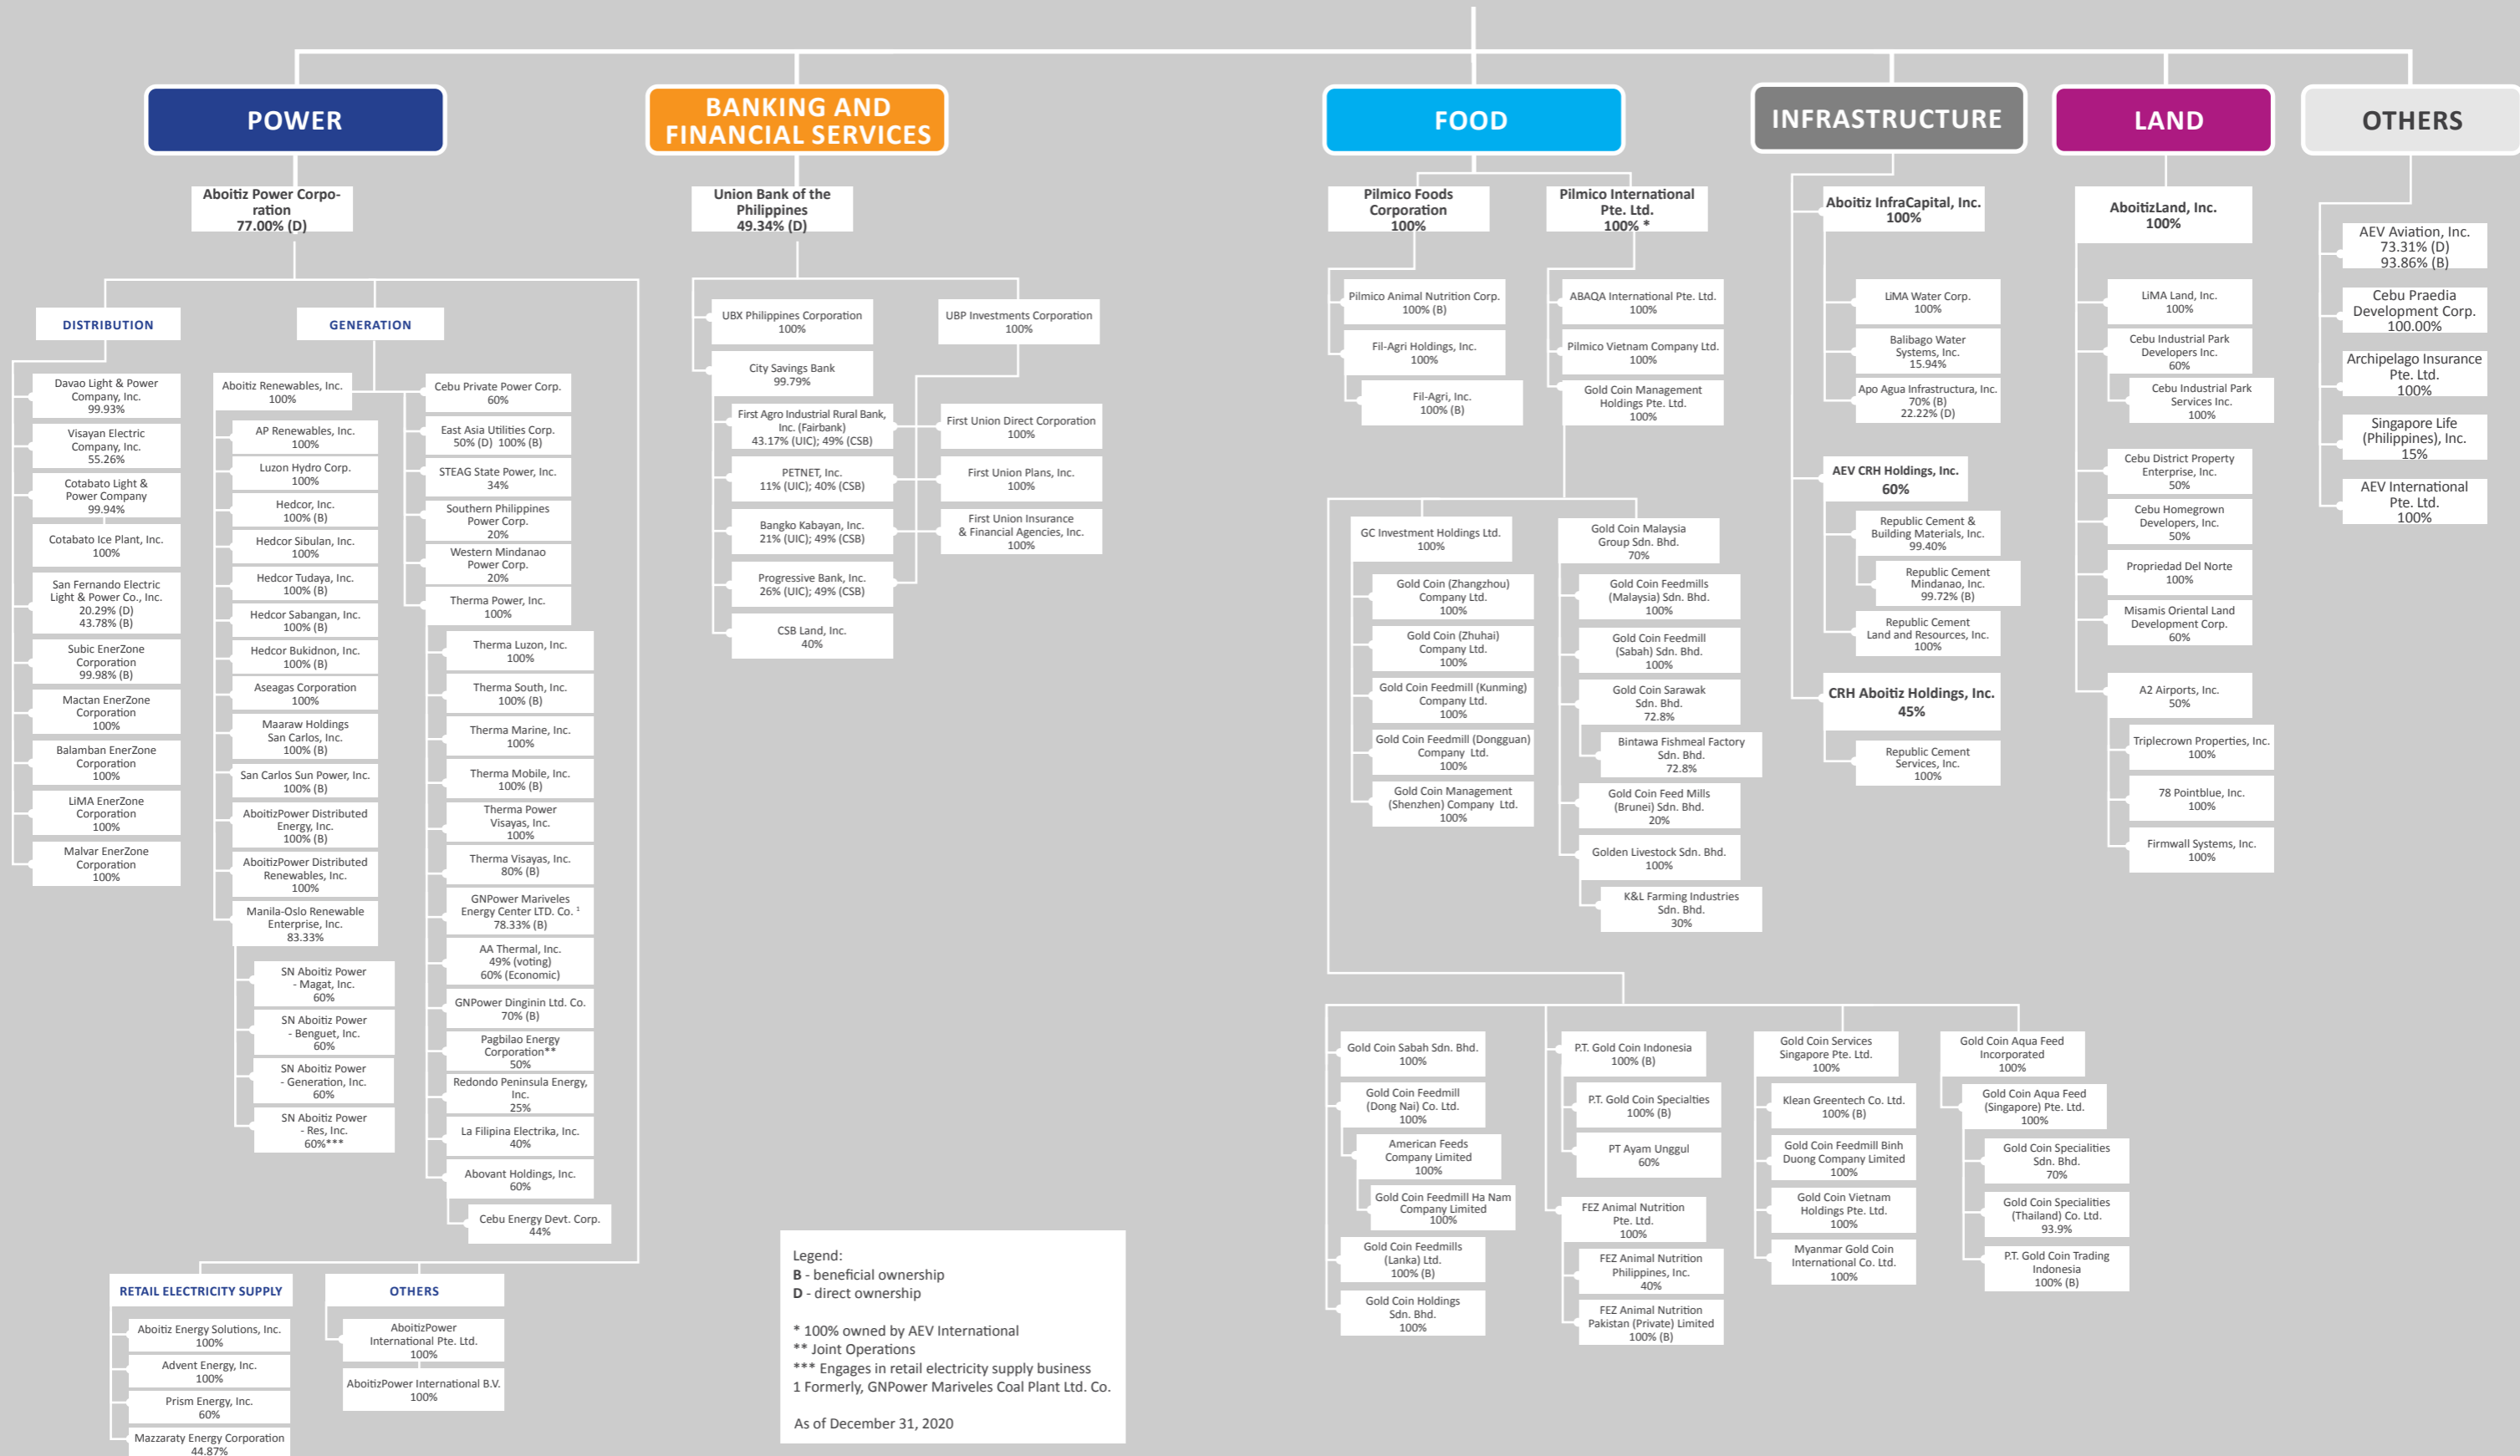 POWER
Aboitiz Power Corpo-
ration
77.00% (D)
DISTRIBUTION
Davao Light & Power
Company, Inc.
99.93%
Visayan Electric
Company, Inc.
55.26%
Cotabato Light &
Power Company
99.94%
Cotabato Ice Plant, Inc.
100%
San Fernando Electric
Light & Power Co., Inc.
20.29% (D)
43.78% (B)
Subic EnerZone
Corporation
99.98% (B)
Mactan EnerZone
Corporation
100%
Balamban EnerZone
Corporation
100%
LiMA EnerZone
Corporation
100%
Malvar EnerZone
Corporation
100%
GENERATION
Aboitiz Renewables, Inc.
100%
AP Renewables, Inc.
100%
Luzon Hydro Corp.
100%
Hedcor, Inc.
100% (B)
Hedcor Sibulan, Inc.
100%
Hedcor Tudaya, Inc.
100% (B)
Hedcor Sabangan, Inc.
100% (B)
Hedcor Bukidnon, Inc.
100% (B)
Aseagas Corporation
100%
Maaraw Holdings
San Carlos, Inc.
100% (B)
San Carlos Sun Power, Inc.
100% (B)
AboitizPower Distributed
Energy, Inc.
100% (B)
AboitizPower Distributed
Renewables, Inc.
100%
Manila-Oslo Renewable
Enterprise, Inc.
83.33%
SN Aboitiz Power
- Magat, Inc.
60%
SN Aboitiz Power
- Benguet, Inc.
60%
SN Aboitiz Power
- Generation, Inc.
60%
SN Aboitiz Power
- Res, Inc.
60%***
Cebu Private Power Corp.
60%
East Asia Utilities Corp.
50% (D) 100% (B)
STEAG State Power, Inc.
34%
Southern Philippines
Power Corp.
20%
Western Mindanao
Power Corp.
20%
Therma Power, Inc.
100%
Therma Luzon, Inc.
100%
Therma South, Inc.
100% (B)
Therma Marine, Inc.
100%
Therma Mobile, Inc.
100% (B)
Therma Power
Visayas, Inc.
100%
Therma Visayas, Inc.
80% (B)
GNPower Mariveles
Energy Center LTD. Co. 1
78.33% (B)
AA Thermal, Inc.
49% (voting)
60% (Economic)
GNPower Dinginin Ltd. Co.
70% (B)
Pagbilao Energy
Corporation**
50%
Redondo Peninsula Energy,
Inc.
25%
La Filipina Elektrika, Inc.
40%
Abovant Holdings, Inc.
60%
Cebu Energy Devt. Corp.
44%
RETAIL ELECTRICITY SUPPLY
Aboitiz Energy Solutions, Inc.
100%
Advent Energy, Inc.
100%
Prism Energy, Inc.
60%
Mazzaraty Energy Corporation
44.87%
OTHERS
AboitizPower
International Pte. Ltd.
100%
AboitizPower International B.V.
100%
BANKING AND
FINANCIAL SERVICES
Union Bank of the
Philippines
49.34% (D)
UBX Philippines Corporation
100%
City Savings Bank
99.79%
First Agro Industrial Rural Bank,
Inc. (Fairbank)
43.17% (UIC); 49% (CSB)
PETNET, Inc.
11% (UIC); 40% (CSB)
Bangko Kabayan, Inc.
21% (UIC); 49% (CSB)
Progressive Bank, Inc.
26% (UIC); 49% (CSB)
CSB Land, Inc.
40%
UBP Investments Corporation
100%
First Union Direct Corporation
100%
First Union Plans, Inc.
100%
First Union Insurance
& Financial Agencies, Inc.
100%
Legend:
B - beneficial ownership
D - direct ownership
* 100% owned by AEV International
** Joint Operations
*** Engages in retail electricity supply business
1 Formerly, GNPower Mariveles Coal Plant Ltd. Co.
As of December 31, 2020
FOOD
Pilmico Foods
Corporation
100%
Pilmico Animal Nutrition Corp.
100% (B)
Fil-Agri Holdings, Inc.
100%
Fil-Agri, Inc.
100% (B)
Pilmico International
Pte. Ltd.
100% *
ABAQA International Pte. Ltd.
100%
Pilmico Vietnam Company Ltd.
100%
Gold Coin Management
Holdings Pte. Ltd.
100%
GC Investment Holdings Ltd.
100%
Gold Coin (Zhangzhou)
Company Ltd.
100%
Gold Coin (Zhuhai)
Company Ltd.
100%
Gold Coin Feedmill (Kunming)
Company Ltd.
100%
Gold Coin Feedmill (Dongguan)
Company Ltd.
100%
Gold Coin Management
(Shenzhen) Company Ltd.
100%
Gold Coin Malaysia
Group Sdn. Bhd.
70%
Gold Coin Feedmills
(Malaysia) Sdn. Bhd.
100%
Gold Coin Feedmill
(Sabah) Sdn. Bhd.
100%
Gold Coin Sarawak
Sdn. Bhd.
72.8%
Bintawa Fishmeal Factory
Sdn. Bhd.
72.8%
Gold Coin Feed Mills
(Brunei) Sdn. Bhd.
20%
Golden Livestock Sdn. Bhd.
100%
K&L Farming Industries
Sdn. Bhd.
30%
Gold Coin Sabah Sdn. Bhd.
100%
Gold Coin Feedmill
(Dong Nai) Co. Ltd.
100%
American Feeds
Company Limited
100%
Gold Coin Feedmill Ha Nam
Company Limited
100%
Gold Coin Feedmills
(Lanka) Ltd.
100% (B)
Gold Coin Holdings
Sdn. Bhd.
100%
P.T. Gold Coin Indonesia
100% (B)
P.T. Gold Coin Specialties
100% (B)
PT Ayam Unggul
60%
FEZ Animal Nutrition
Pte. Ltd.
100%
FEZ Animal Nutrition
Philippines, Inc.
40%
FEZ Animal Nutrition
Pakistan (Private) Limited
100% (B)
Gold Coin Services
Singapore Pte. Ltd.
100%
Klean Greentech Co. Ltd.
100% (B)
Gold Coin Feedmill Binh
Duong Company Limited
100%
Gold Coin Vietnam
Holdings Pte. Ltd.
100%
Myanmar Gold Coin
International Co. Ltd.
100%
Gold Coin Aqua Feed
Incorporated
100%
Gold Coin Aqua Feed
(Singapore) Pte. Ltd.
100%
Gold Coin Specialities
Sdn. Bhd.
70%
Gold Coin Specialities
(Thailand) Co. Ltd.
93.9%
P.T. Gold Coin Trading
Indonesia
100% (B)
INFRASTRUCTURE
Aboitiz InfraCapital, Inc.
100%
LiMA Water Corp.
100%
Balibago Water
Systems, Inc.
15.94%
Apo Agua Infrastructura, Inc.
70% (B)
22.22% (D)
AEV CRH Holdings, Inc.
60%
Republic Cement &
Building Materials, Inc.
99.40%
Republic Cement
Mindanao, Inc.
99.72% (B)
Republic Cement
Land and Resources, Inc.
100%
CRH Aboitiz Holdings, Inc.
45%
Republic Cement
Services, Inc.
100%
LAND
AboitizLand, Inc.
100%
LiMA Land, Inc.
100%
Cebu Industrial Park
Developers Inc.
60%
Cebu Industrial Park
Services Inc.
100%
Cebu District Property
Enterprise, Inc.
50%
Cebu Homegrown
Developers, Inc.
50%
Propriedad Del Norte
100%
Misamis Oriental Land
Development Corp.
60%
A2 Airports, Inc.
50%
Triplecrown Properties, Inc.
100%
78 Pointblue, Inc.
100%
Firmwall Systems, Inc.
100%
OTHERS
AEV Aviation, Inc.
73.31% (D)
93.86% (B)
Cebu Praedia
Development Corp.
100.00%
Archipelago Insurance
Pte. Ltd.
100%
Singapore Life
(Philippines), Inc.
15%
AEV International
Pte. Ltd.
100%